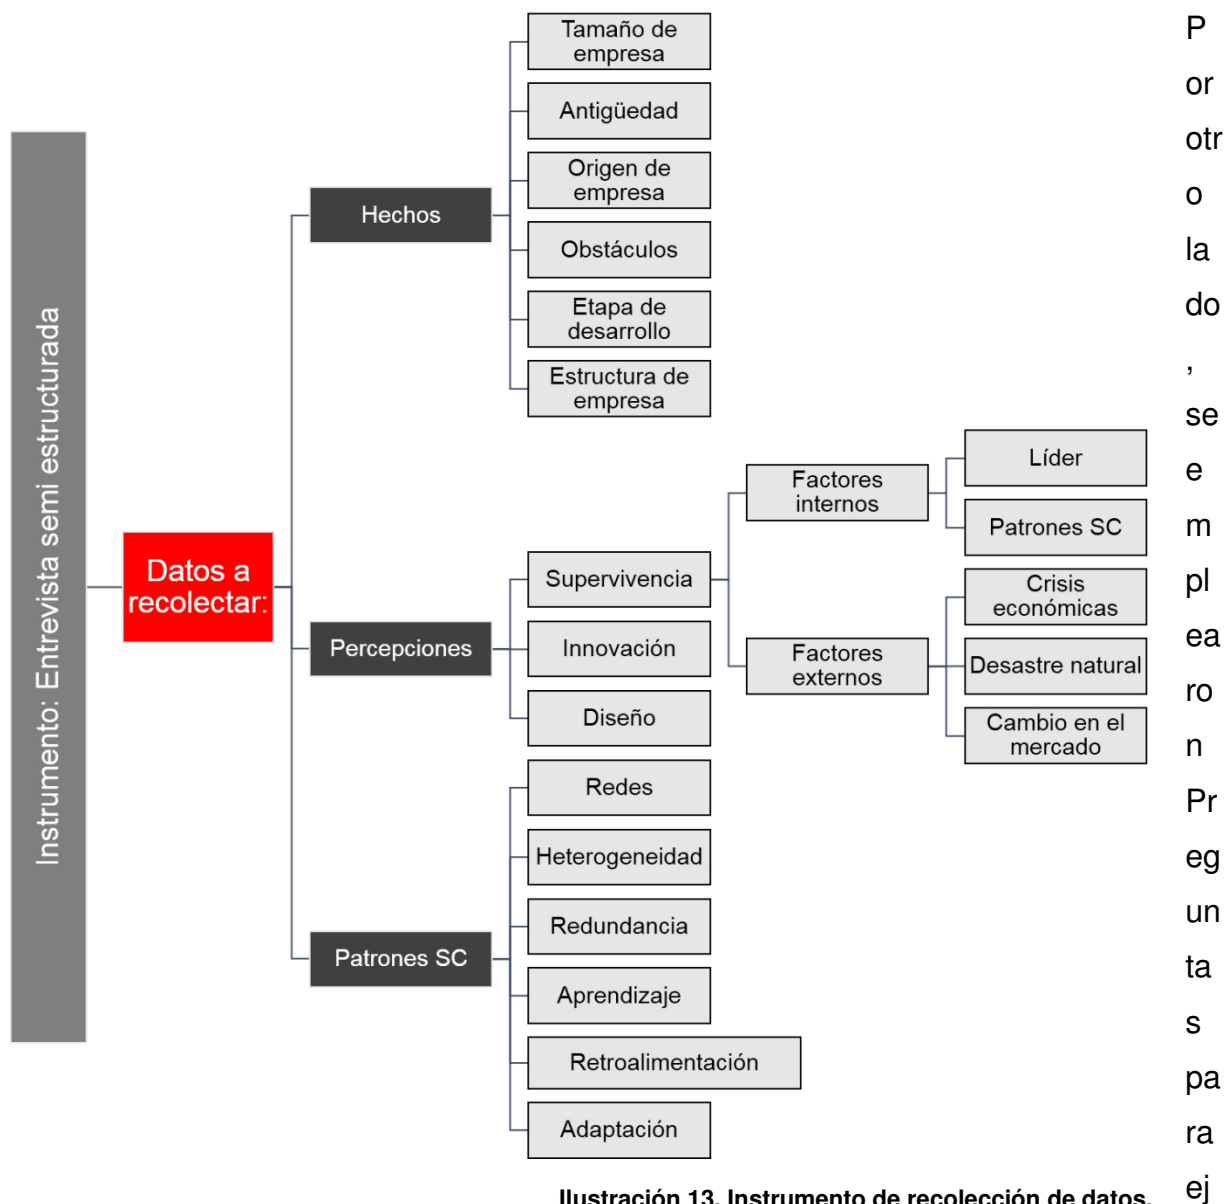 Instrumento: Entrevista semi estructurada
Datos a
recolectar:
Hechos
Tamaño de
empresa
Antigüedad
Origen de
empresa
Obstáculos
Etapa de
desarrollo
Estructura de
empresa
Percepciones
Supervivencia
Factores
internos
Líder
Patrones SC
Factores
externos
Crisis
económicas
Desastre natural
Cambio en el
mercado
Innovación
Diseño
Patrones SC
Redes
Heterogeneidad
Redundancia
Aprendizaje
Retroalimentación
Adaptación
Ilustración 13. Instrumento de recolección de datos.
P
or
otr
o
la
do
,
se
e
m
pl
ea
ro
n
Pr
eg
un
ta
s
pa
ra
ej